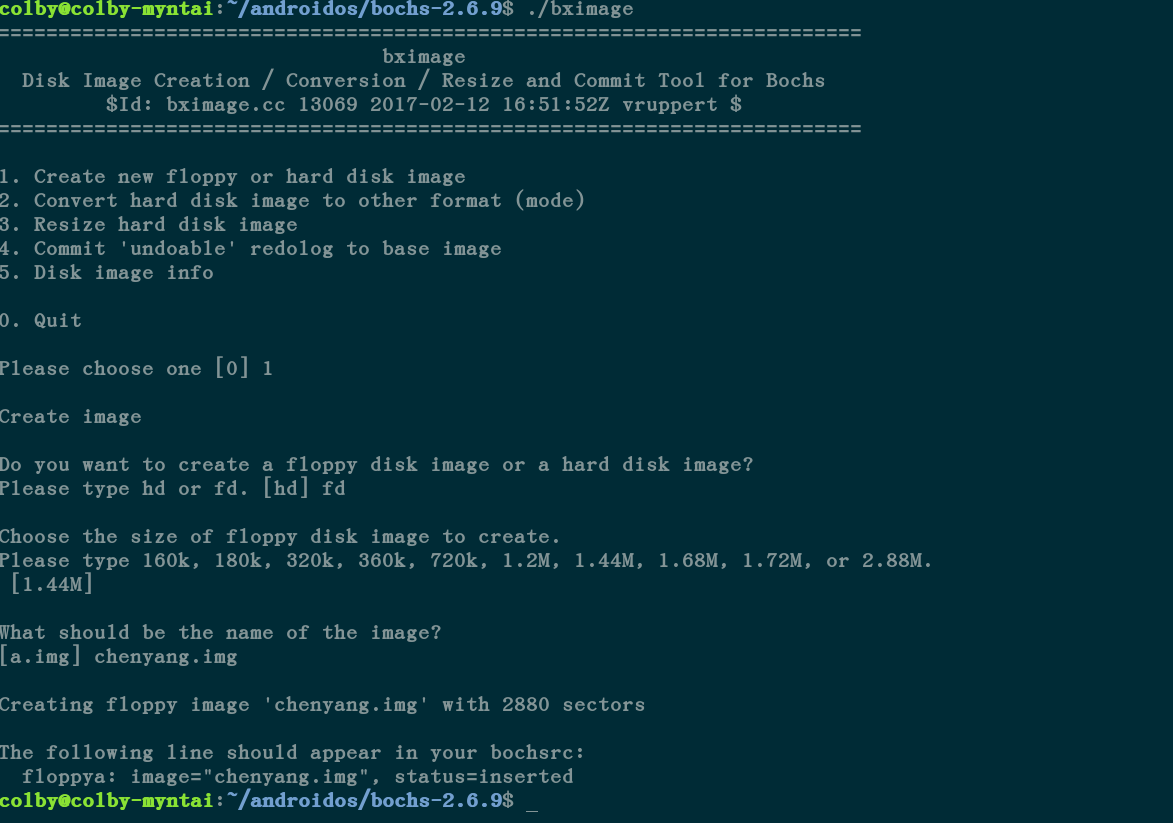 colby@colby-myntai:~/androidos/bochs-2.6.9$ ./bximage
========================================================================
bximage
Disk Image Creation / Conversion / Resize and Commit Tool for Bochs
$Id: bximage.cc 13069 2017-02-12 16:51:52Z vruppert $
========================================================================
1. Create new floppy or hard disk image
2. Convert hard disk image to other format (mode)
3. Resize hard disk image
4. Commit 'undoable' redolog to base image
5. Disk image info
0. Quit
Please choose one [0] 1
Create image
Do you want to create a floppy disk image or a hard disk image?
Please type hd or fd. [hd] fd
Choose the size of floppy disk image to create.
Please type 160k, 180k, 320k, 360k, 720k, 1.2M, 1.44M, 1.68M, 1.72M, or 2.88M.
[1.44M]
What should be the name of the image?
[a.img] chenyang.img
Creating floppy image 'chenyang.img' with 2880 sectors
The following line should appear in your bochsrc:
floppya: image="chenyang.img", status=inserted
colby@colby-myntai:~/androidos/bochs-2.6.9$ _